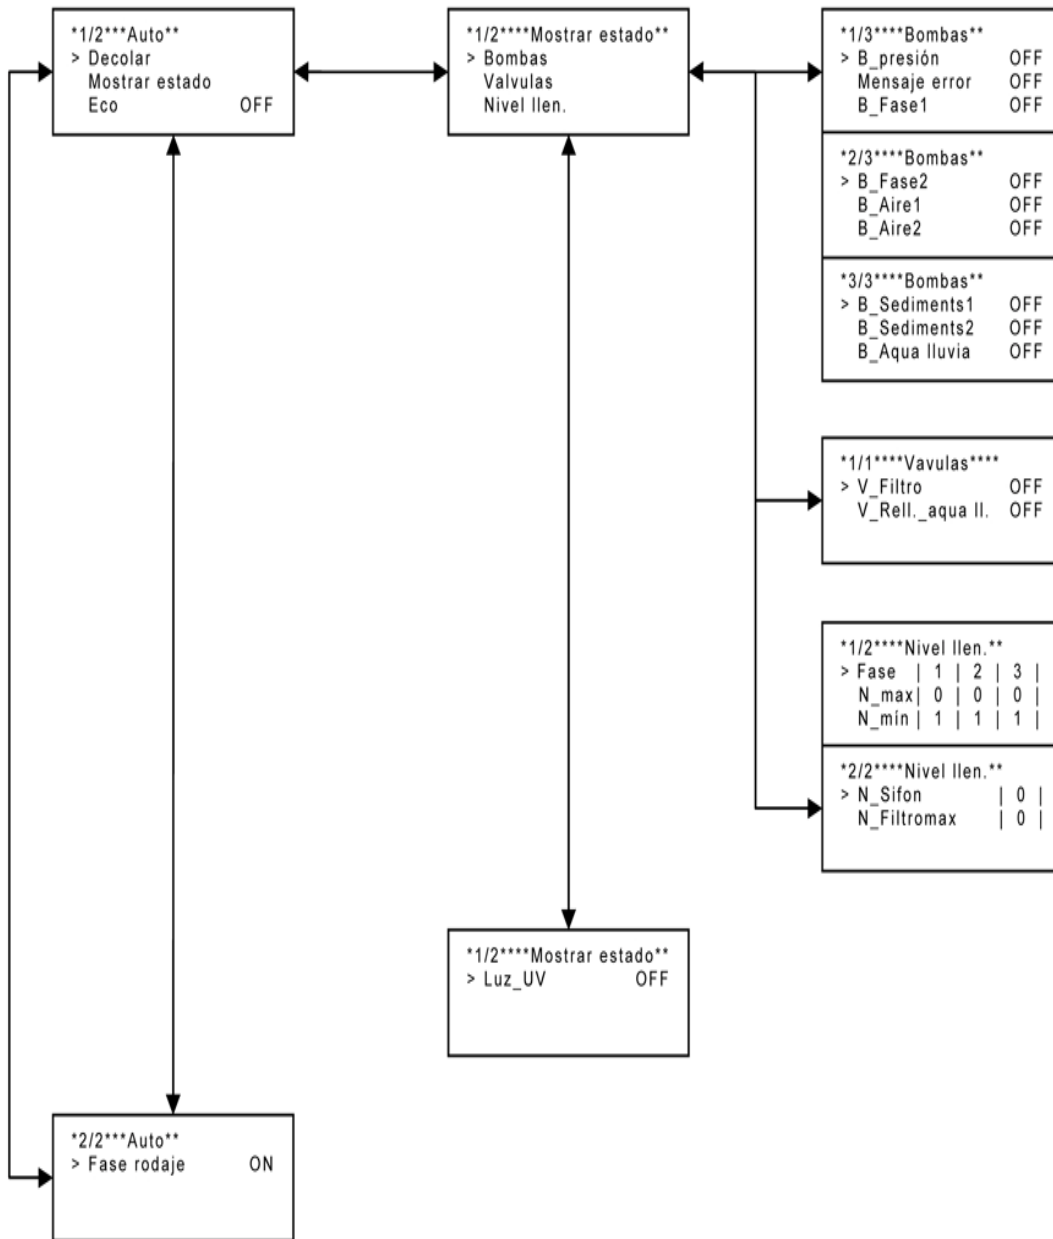 *1/2***Auto**
> Decolar
Mostrar estado
Eco OFF
*1/2****Mostrar estado**
> Bombas
Valvulas
Nivel llen.
*1/3****Bombas**
> B_presión OFF
Mensaje error OFF
B_Fase1 OFF
*2/3****Bombas**
> B_Fase2 OFF
B_Aire1 OFF
B_Aire2 OFF
*3/3****Bombas**
> B_Sediments1 OFF
B_Sediments2 OFF
B_Aqua lluvia OFF
*1/1****Vavulas****
> V_Filtro OFF
V_Rell._aqua ll. OFF
*1/2****Nivel llen.**
> Fase | 1 | 2 | 3 |
N_max| 0 | 0 | 0 |
N_mín | 1 | 1 | 1 |
*2/2****Nivel llen.**
> N_Sifon | 0 |
N_Filtromax | 0 |
*1/2****Mostrar estado**
> Luz_UV OFF
*2/2***Auto**
> Fase rodaje ON